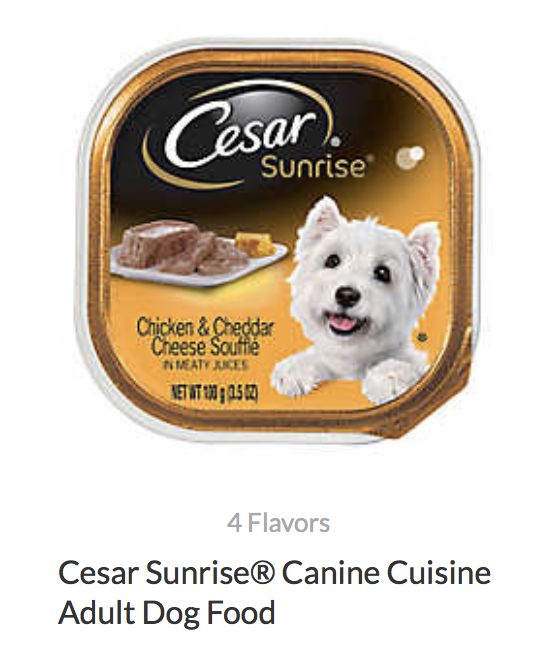 Cesar®
Sunrise®
Chicken & Cheddar
Cheese Soufflé
IN MEATY JUICES
NET WT 100 g (3.5 OZ)
®
4 Flavors
Cesar Sunrise® Canine Cuisine
Adult Dog Food